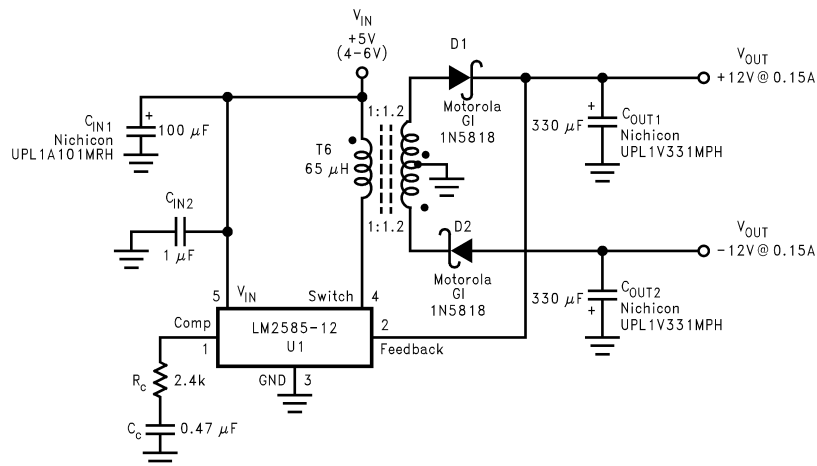 V_IN
+5V
(4-6V)
C_IN1
Nichicon
UPL1A101MRH
+
100 μF
C_IN2
1 μF
T6
65 μH
1:1.2
1:1.2
D1
Motorola
GI
1N5818
D2
Motorola
GI
1N5818
330 μF
+
C_OUT1
Nichicon
UPL1V331MPH
V_OUT
+12V@ 0.15A
V_OUT
-12V@ 0.15A
330 μF
+
C_OUT2
Nichicon
UPL1V331MPH
5
V_IN
Switch
4
Comp
1
LM2585-12
U1
2
Feedback
GND
3
R_c
2.4k
C_c
0.47 μF